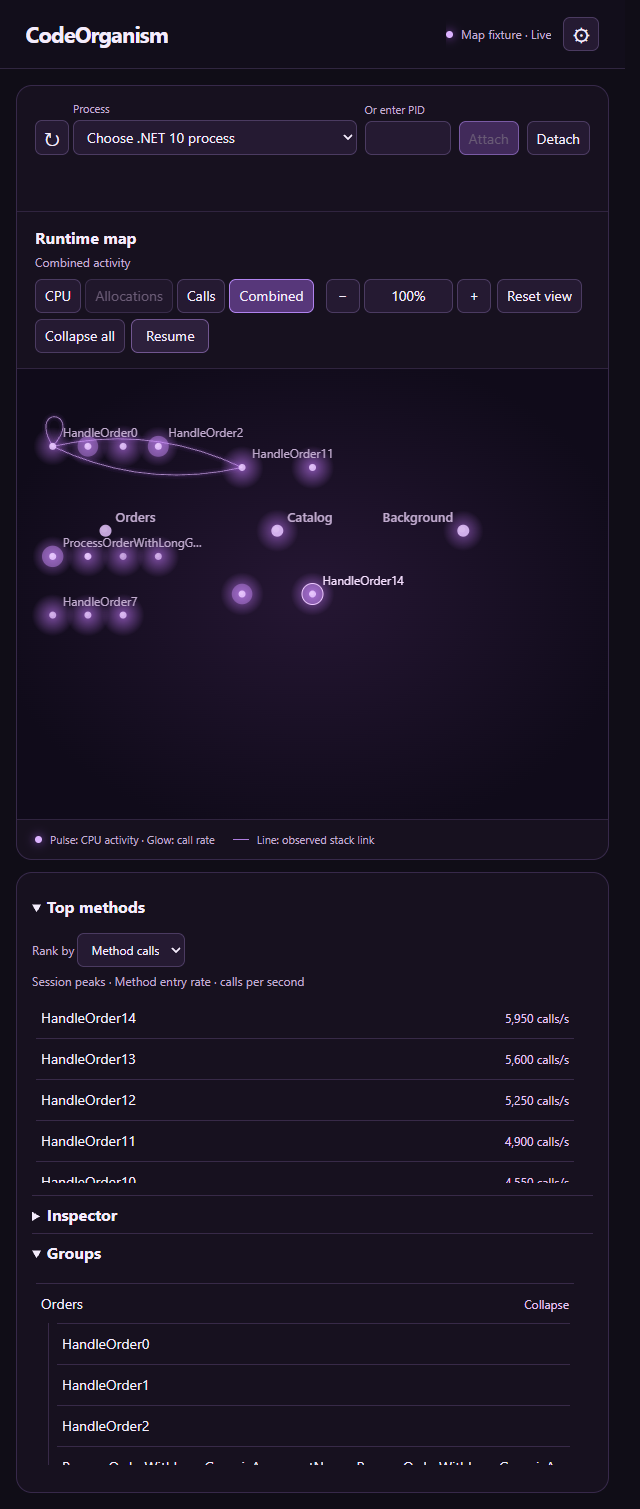 CodeOrganism
Map fixture · Live
Process
Or enter PID
Choose .NET 10 process
Attach
Detach
Runtime map
Combined activity
CPU
Allocations
Calls
Combined
−
100%
+
Reset view
Collapse all
Resume
HandleOrder0
HandleOrder2
HandleOrder11
Orders
Catalog
Background
ProcessOrderWithLongG...
HandleOrder14
HandleOrder7
Pulse: CPU activity · Glow: call rate
Line: observed stack link
Top methods
Rank by
Method calls
Session peaks · Method entry rate · calls per second
HandleOrder14
5,950 calls/s
HandleOrder13
5,600 calls/s
HandleOrder12
5,250 calls/s
HandleOrder11
4,900 calls/s
HandleOrder10
4,550 calls/s
Inspector
Groups
Orders
Collapse
HandleOrder0
HandleOrder1
HandleOrder2